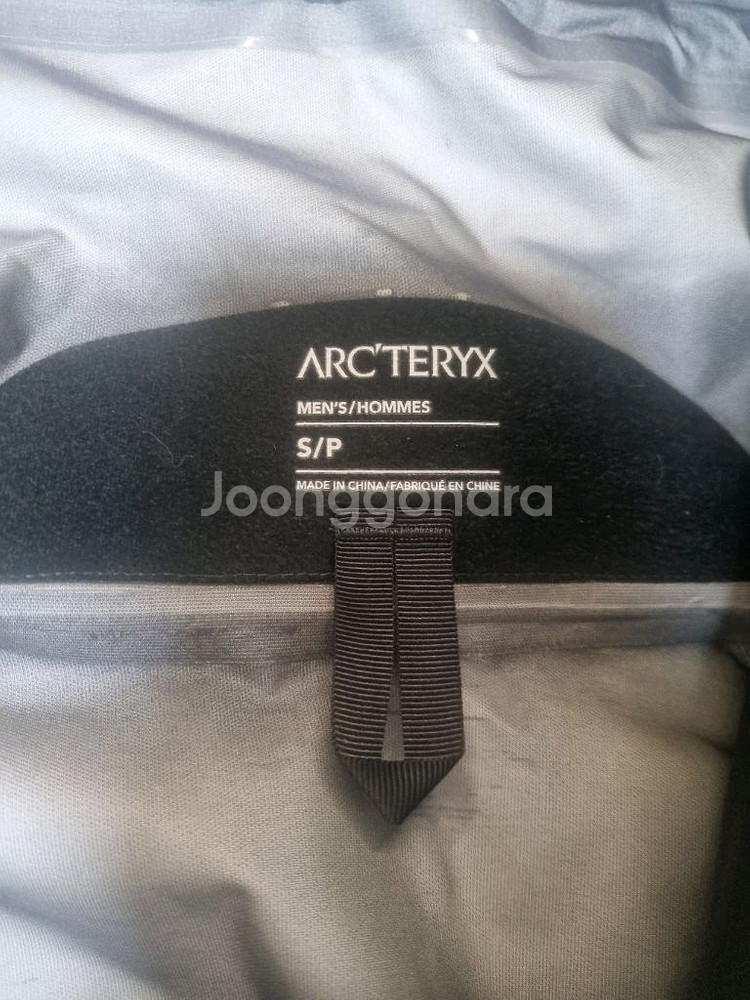 ARC'TERYX
MEN'S/HOMMES
S/P
MADE IN CHINA/FABRIQUÉ EN CHINE
Joonggonara